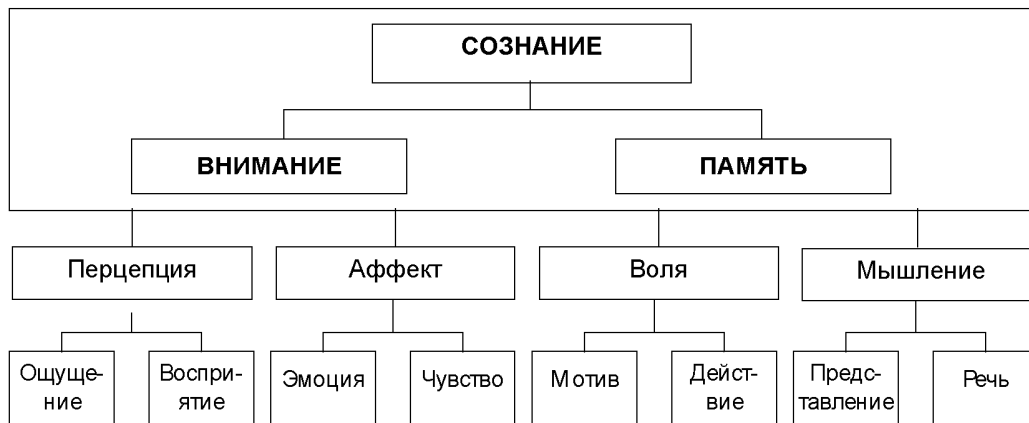 СОЗНАНИЕ
ВНИМАНИЕ
ПАМЯТЬ
Перцепция
Аффект
Воля
Мышление
Ощуще-
ние
Воспри-
ятие
Эмоция
Чувство
Мотив
Дейст-
вие
Предс-
тавление
Речь